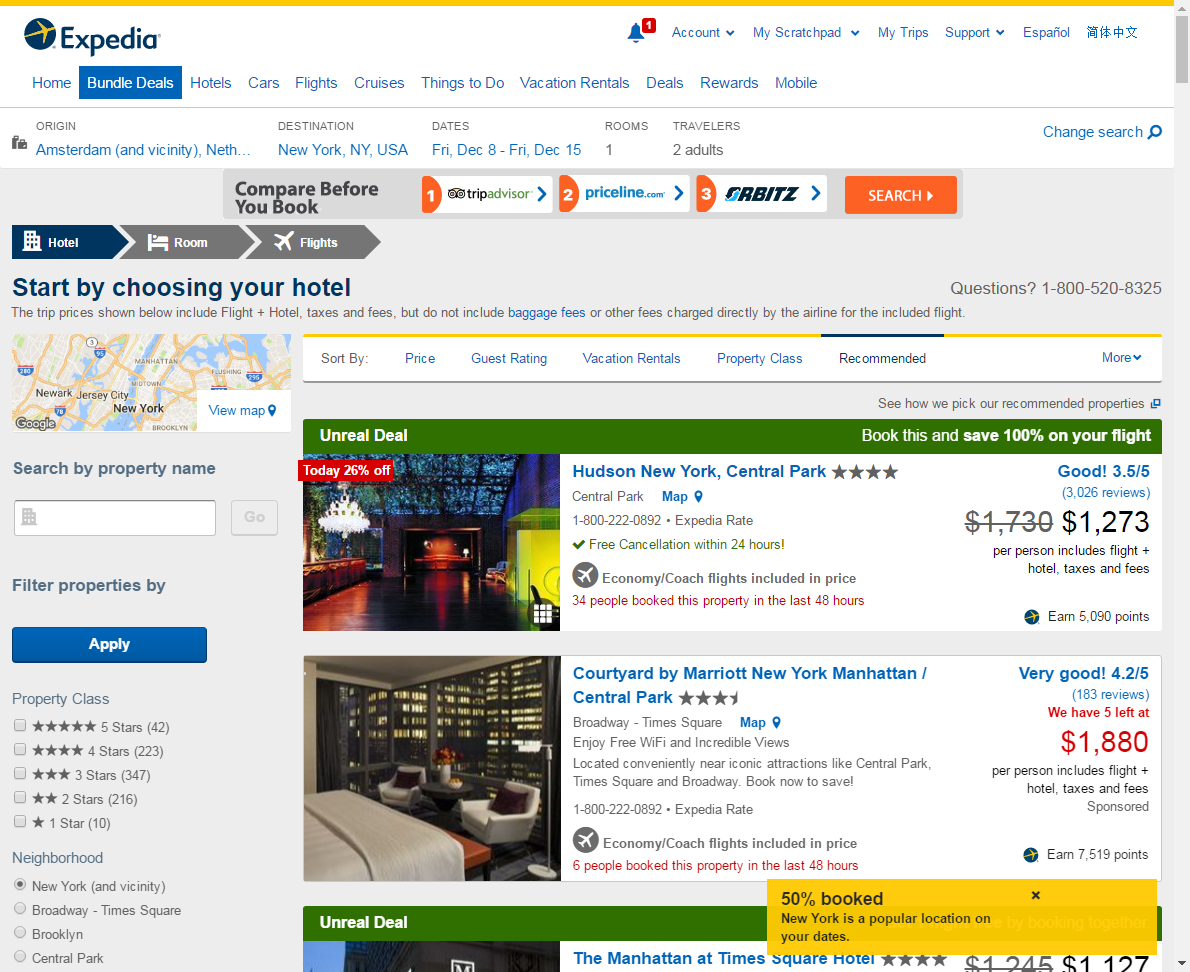 Expedia
1
Account
My Scratchpad
My Trips
Support
Español
简体中文
Home
Bundle Deals
Hotels
Cars
Flights
Cruises
Things to Do
Vacation Rentals
Deals
Rewards
Mobile
ORIGIN
Amsterdam (and vicinity), Neth...
DESTINATION
New York, NY, USA
DATES
Fri, Dec 8 - Fri, Dec 15
ROOMS
1
TRAVELERS
2 adults
Change search
Compare Before
You Book
1 tripadvisor
2 priceline.com
3 ORBITZ
SEARCH
Hotel
Room
Flights
Start by choosing your hotel
Questions? 1-800-520-8325
The trip prices shown below include Flight + Hotel, taxes and fees, but do not include baggage fees or other fees charged directly by the airline for the included flight.
3
95
280
MANHATTAN
FLUSHING
MIDTOWN
295
Newark
Jersey City
New York
78
BROOKLYN
Google
View map
Sort By:
Price
Guest Rating
Vacation Rentals
Property Class
Recommended
More
See how we pick our recommended properties
Search by property name
Go
Filter properties by
Apply
Property Class
5 Stars (42)
4 Stars (223)
3 Stars (347)
2 Stars (216)
1 Star (10)
Neighborhood
New York (and vicinity)
Broadway - Times Square
Brooklyn
Central Park
Unreal Deal
Book this and save 100% on your flight
Today 26% off
Hudson New York, Central Park
Central Park
Map
1-800-222-0892 • Expedia Rate
Free Cancellation within 24 hours!
Economy/Coach flights included in price
34 people booked this property in the last 48 hours
Good! 3.5/5
(3,026 reviews)
$1,730 $1,273
per person includes flight +
hotel, taxes and fees
Earn 5,090 points
Courtyard by Marriott New York Manhattan /
Central Park
Broadway - Times Square
Map
Enjoy Free WiFi and Incredible Views
Located conveniently near iconic attractions like Central Park,
Times Square and Broadway. Book now to save!
1-800-222-0892 • Expedia Rate
Economy/Coach flights included in price
6 people booked this property in the last 48 hours
Very good! 4.2/5
(183 reviews)
We have 5 left at
$1,880
per person includes flight +
hotel, taxes and fees
Sponsored
Earn 7,519 points
Unreal Deal
by booking together.
50% booked
New York is a popular location on
your dates.
The Manhattan at Times Square Hotel
$1,245 $1,127